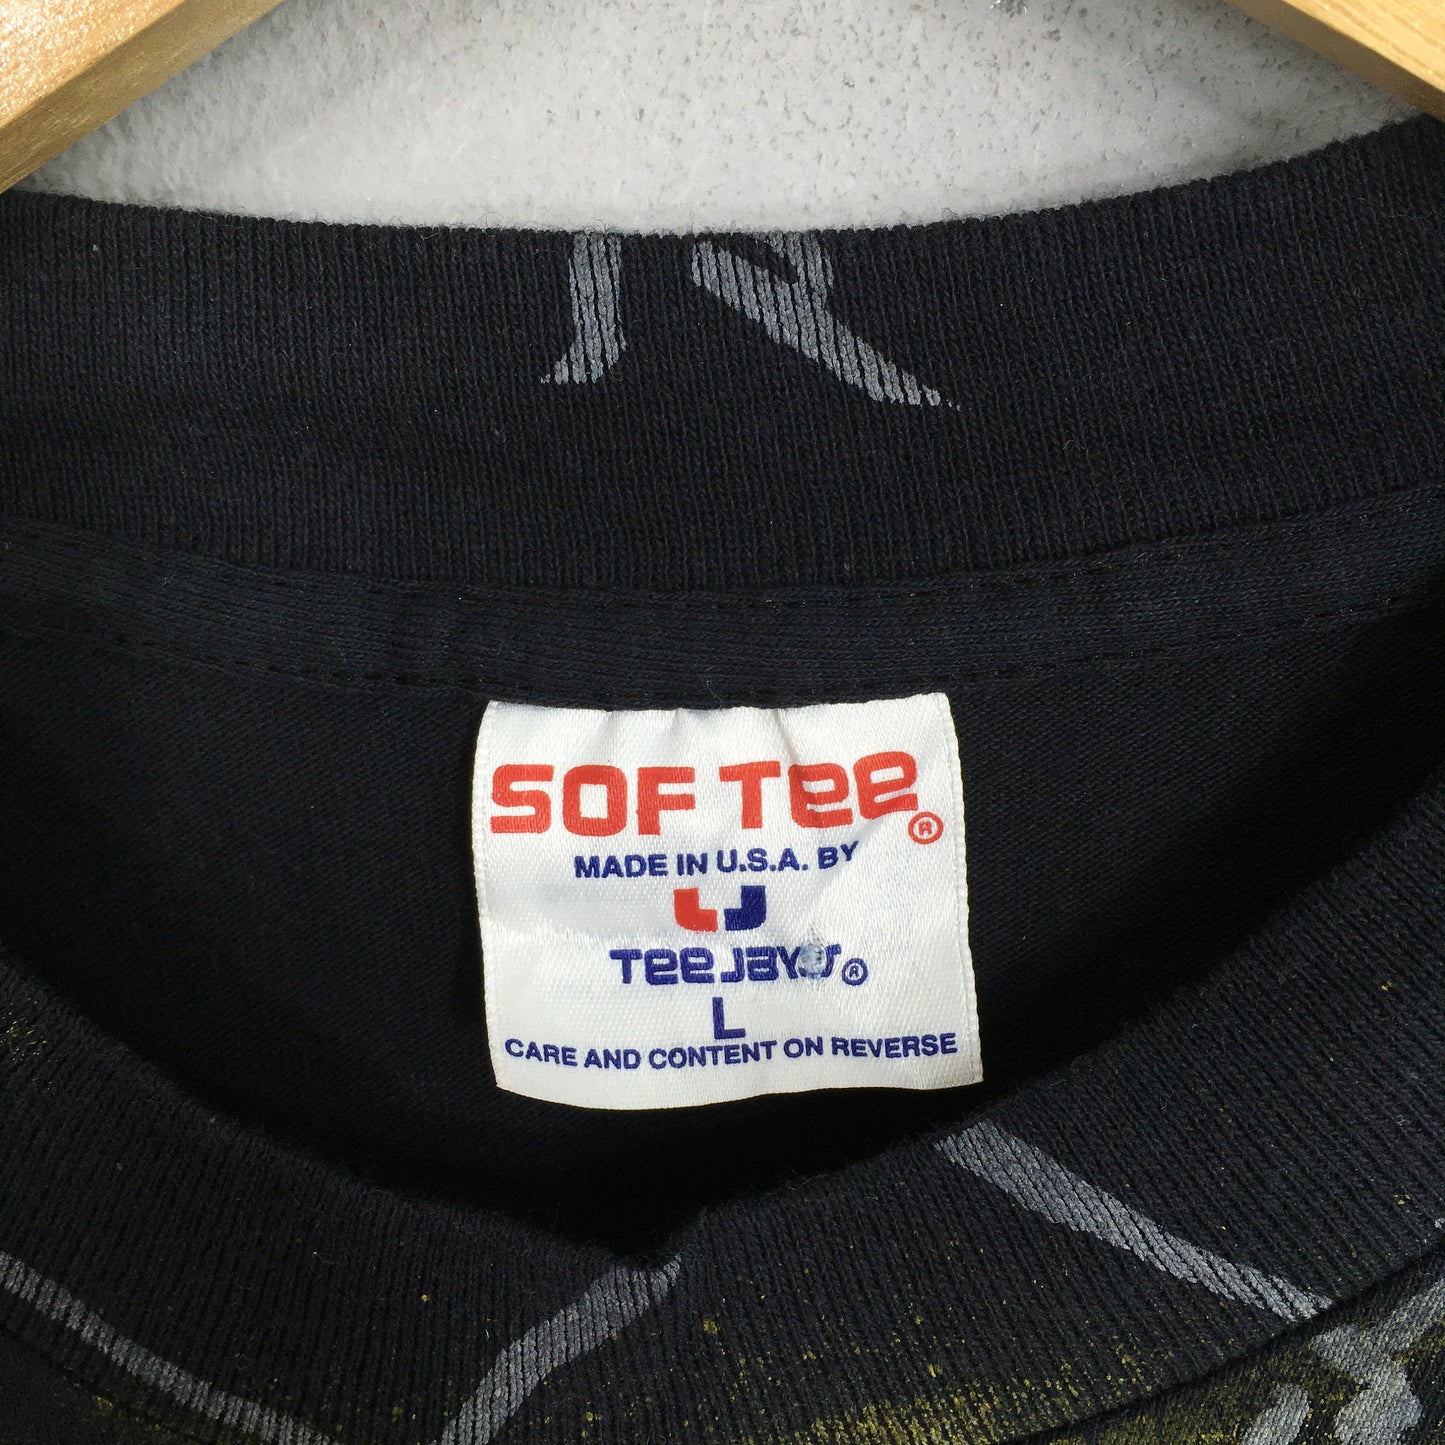 SOF TEE®
MADE IN U.S.A. BY
TEE JAYS®
L
CARE AND CONTENT ON REVERSE